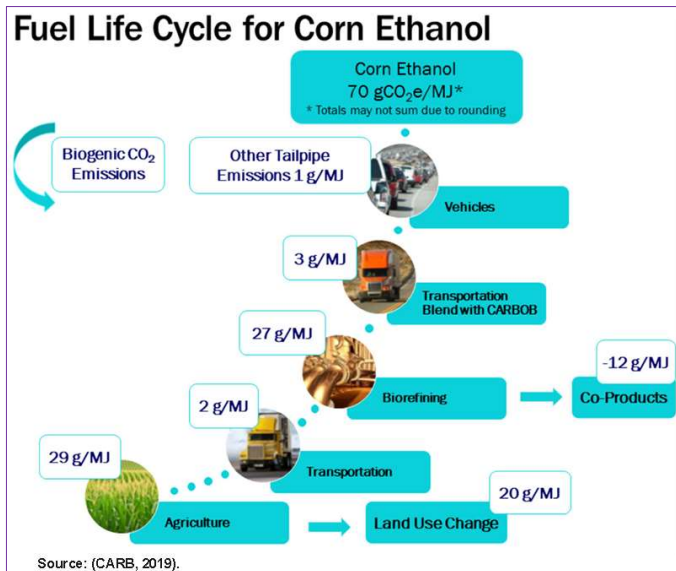 Fuel Life Cycle for Corn Ethanol
Corn Ethanol
70 gCO₂e/MJ*
* Totals may not sum due to rounding
Biogenic CO₂
Emissions
Other Tailpipe
Emissions 1 g/MJ
Vehicles
3 g/MJ
Transportation
Blend with CARBOB
27 g/MJ
Biorefining
-12 g/MJ
Co-Products
2 g/MJ
Transportation
29 g/MJ
Agriculture
20 g/MJ
Land Use Change
Source: (CARB, 2019).